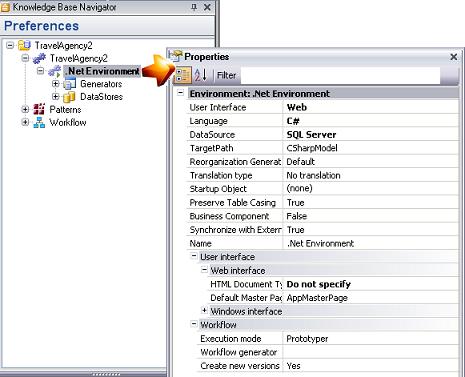 Knowledge Base Navigator
Preferences
TravelAgency2
TravelAgency2
.Net Environment
Generators
DataStores
Patterns
Workflow
Properties
Filter
Environment: .Net Environment
User Interface Web
Language C#
DataSource SQL Server
TargetPath CSharpModel
Reorganization Generat Default
Translation type No translation
Startup Object (none)
Preserve Table Casing True
Business Component False
Synchronize with Extern True
Name .Net Environment
User interface
Web interface
HTML Document Ty Do not specify
Default Master Pag AppMasterPage
Windows interface
Workflow
Execution mode Prototyper
Workflow generator
Create new versions Yes